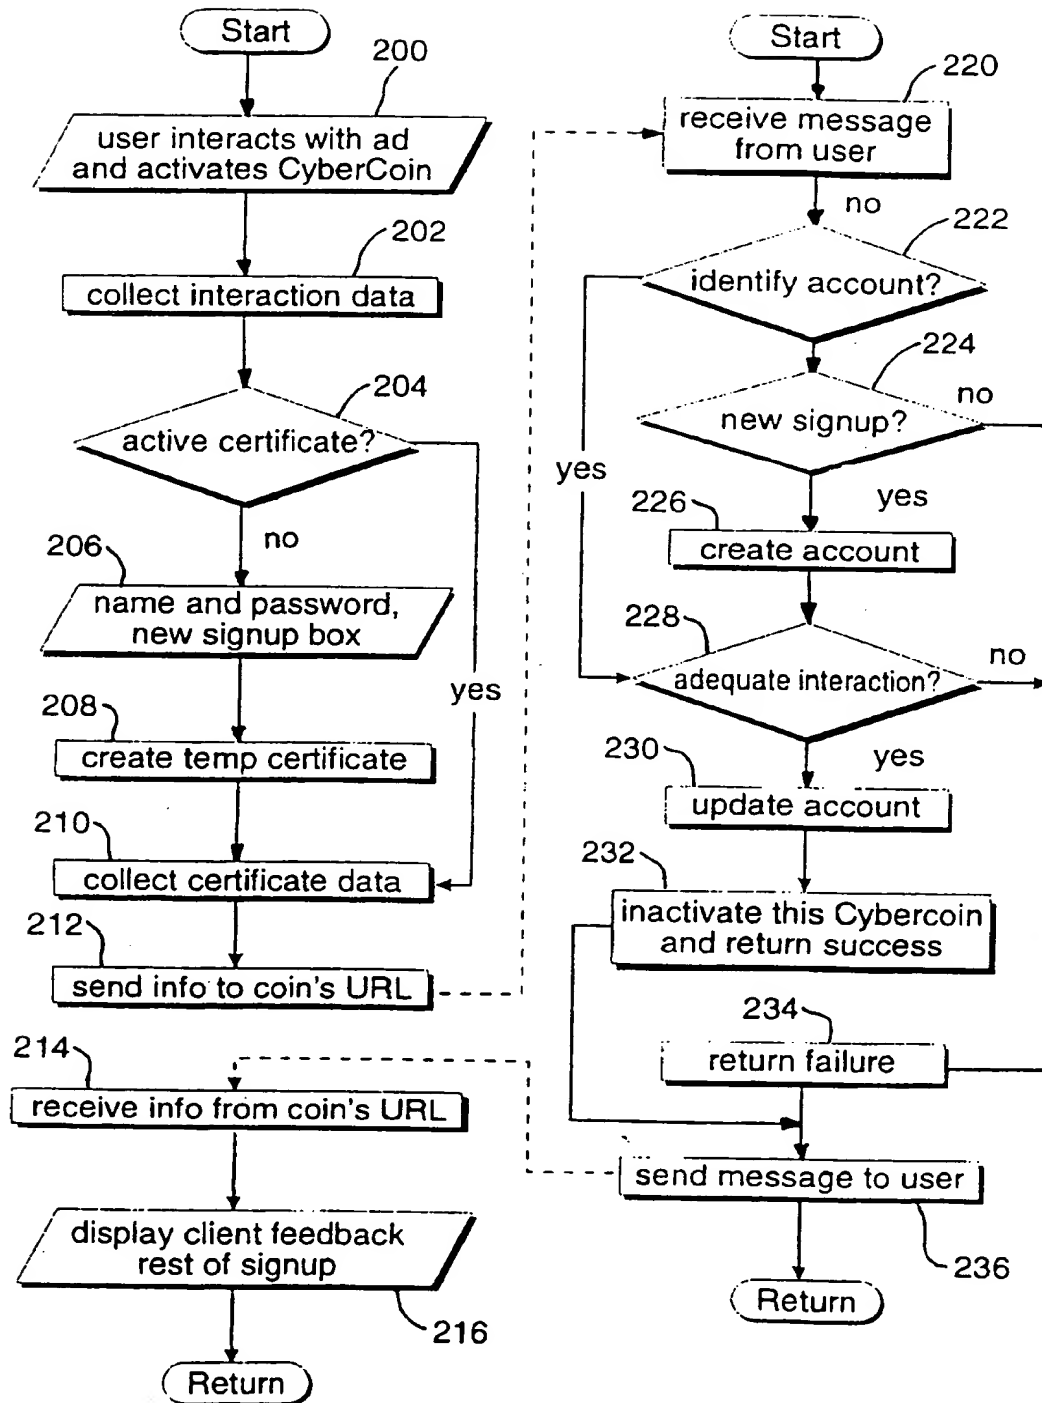 Start
200
user interacts with ad
and activates CyberCoin
202
collect interaction data
204
active certificate?
no
yes
206
name and password,
new signup box
208
create temp certificate
210
collect certificate data
212
send info to coin's URL
214
receive info from coin's URL
display client feedback
rest of signup
216
Return
Start
220
receive message
from user
no
222
identify account?
224
no
new signup?
yes
yes
226
create account
228
no
adequate interaction?
230
yes
update account
232
inactivate this Cybercoin
and return success
234
return failure
send message to user
236
Return